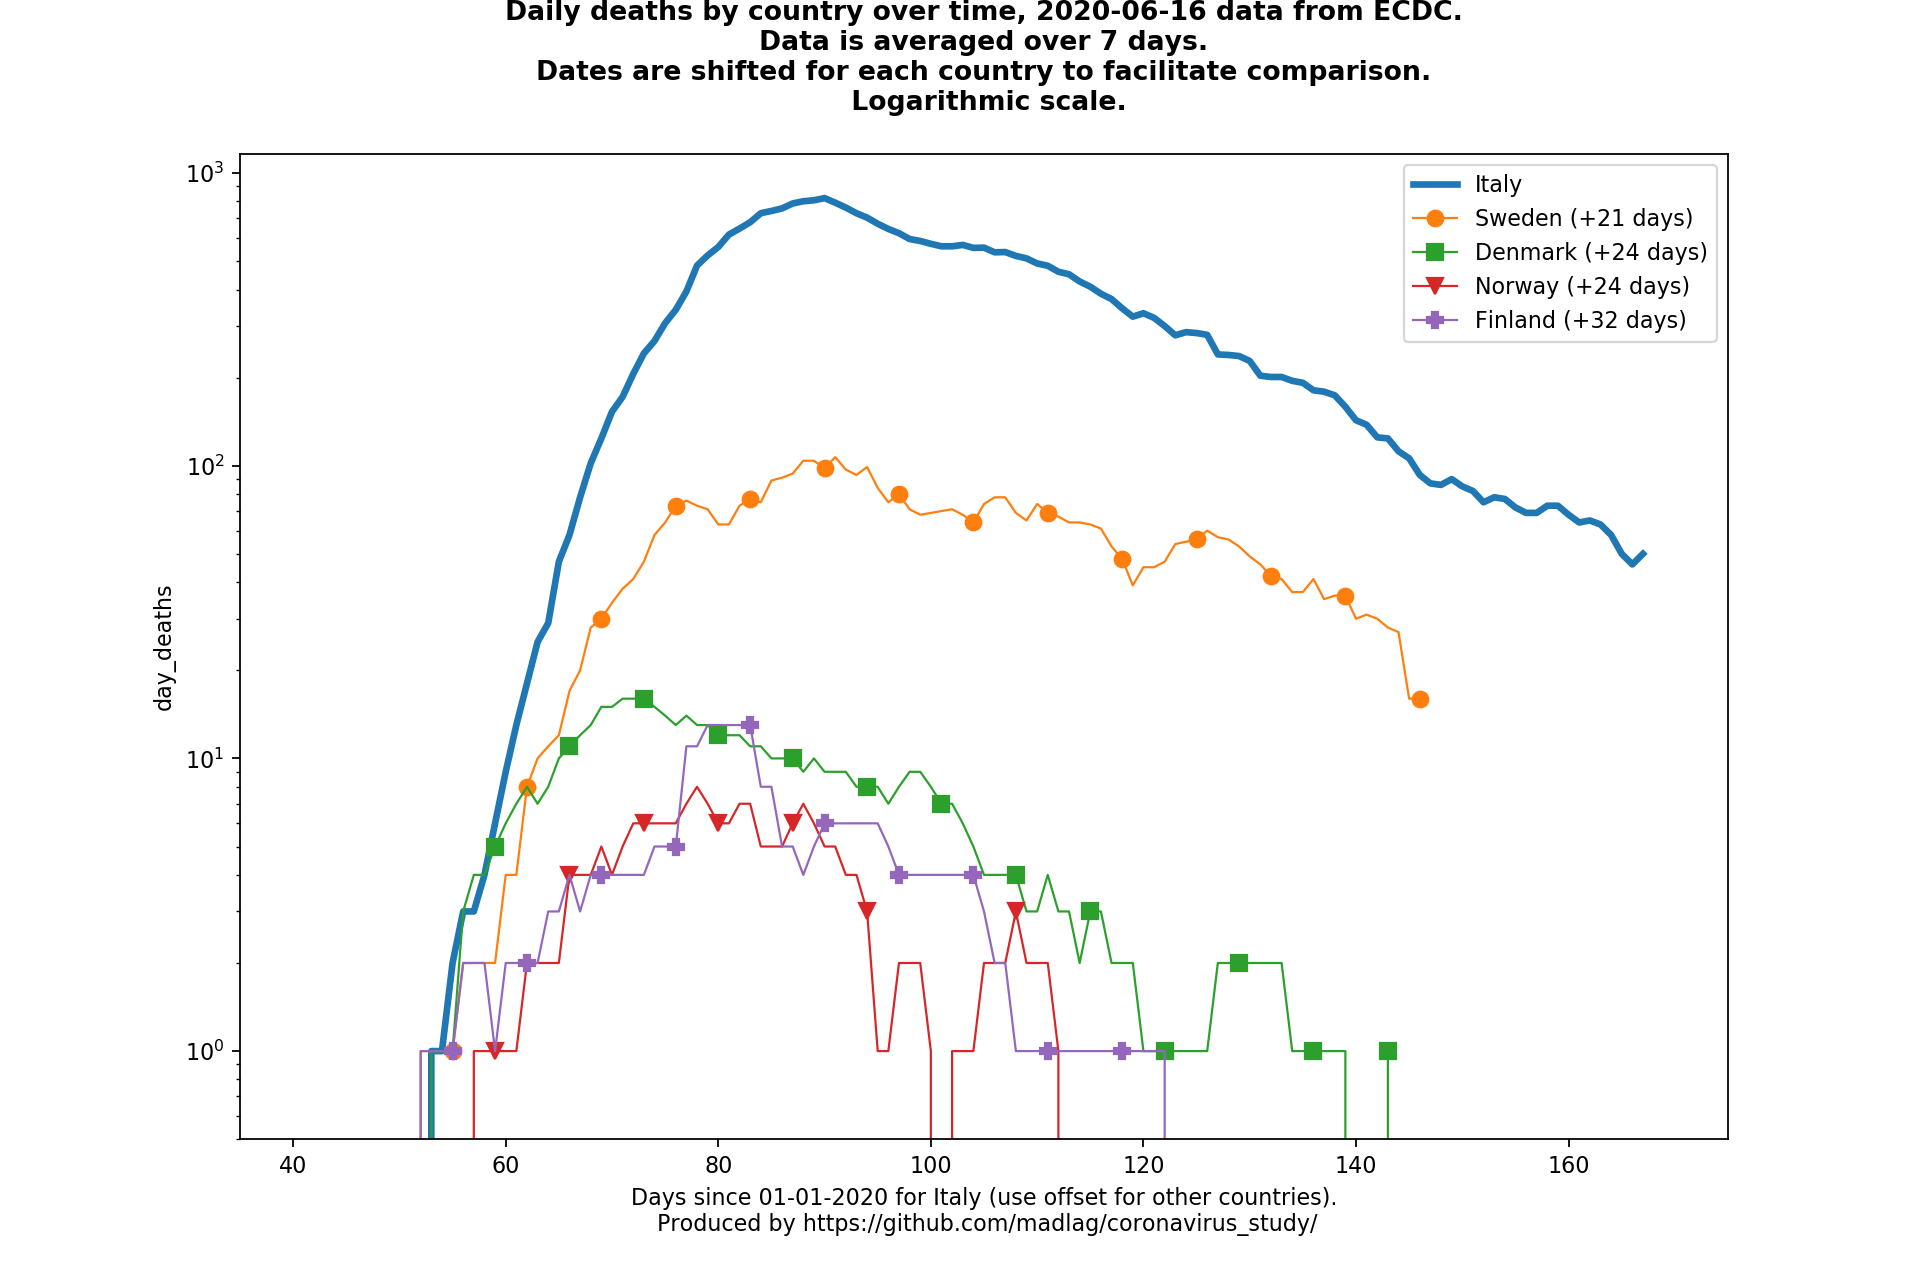 Daily deaths by country over time, 2020-06-16 data from ECDC.
Data is averaged over 7 days.
Dates are shifted for each country to facilitate comparison.
Logarithmic scale.
10³
10²
10¹
10⁰
day_deaths
Italy
Sweden (+21 days)
Denmark (+24 days)
Norway (+24 days)
Finland (+32 days)
40 60 80 100 120 140 160
Days since 01-01-2020 for Italy (use offset for other countries).
Produced by https://github.com/madlag/coronavirus_study/